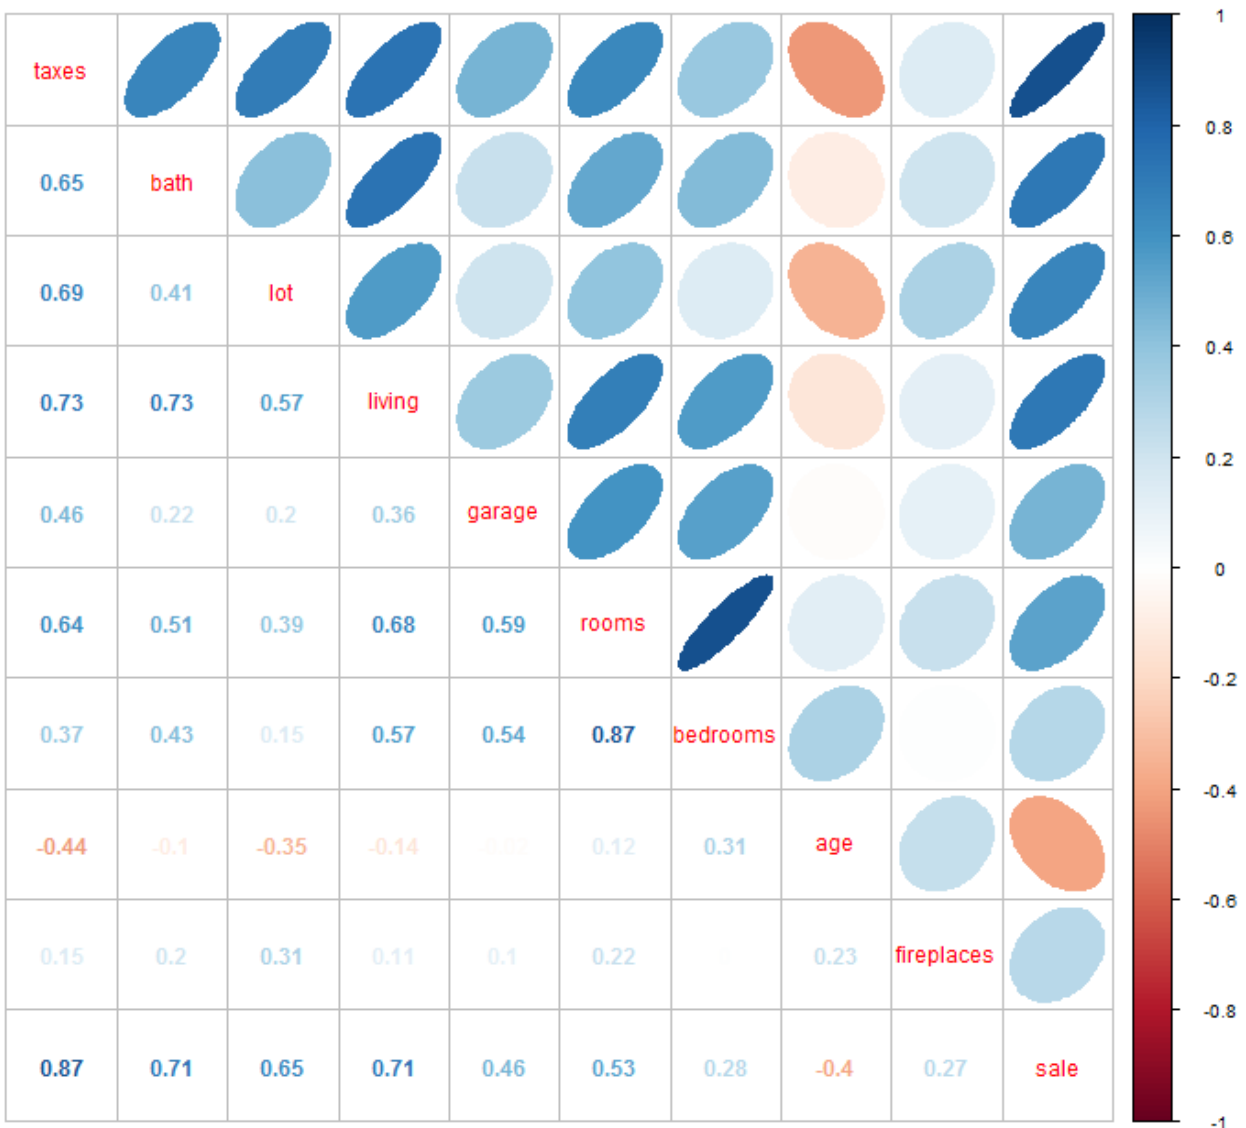 taxes
0.65 bath
0.69 0.41 lot
0.73 0.73 0.57 living
0.46 0.22 0.2 0.36 garage
0.64 0.51 0.39 0.68 0.59 rooms
0.37 0.43 0.15 0.57 0.54 0.87 bedrooms
-0.44 -0.1 -0.35 -0.14 -0.02 0.12 0.31 age
0.15 0.2 0.31 0.11 0.1 0.22 0.23 fireplaces
0.87 0.71 0.65 0.71 0.46 0.53 0.28 -0.4 0.27 sale
1
0.8
0.6
0.4
0.2
0
-0.2
-0.4
-0.6
-0.8
-1